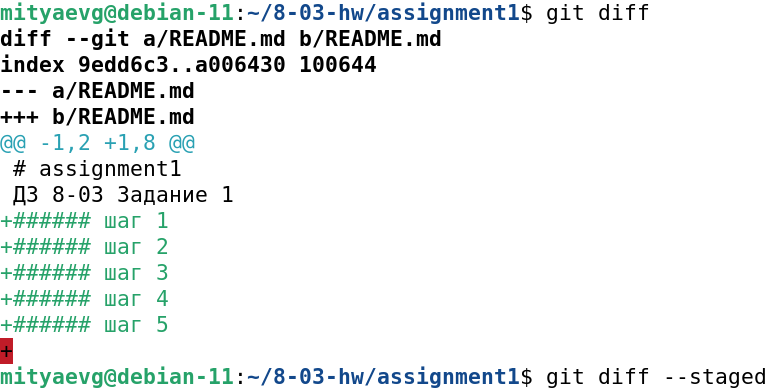 mityaevg@debian-11:~/8-03-hw/assignment1$ git diff
diff --git a/README.md b/README.md
index 9edd6c3..a006430 100644
--- a/README.md
+++ b/README.md
@@ -1,2 +1,8 @@
 # assignment1
 ДЗ 8-03 Задание 1
+###### шаг 1
+###### шаг 2
+###### шаг 3
+###### шаг 4
+###### шаг 5
+
mityaevg@debian-11:~/8-03-hw/assignment1$ git diff --staged